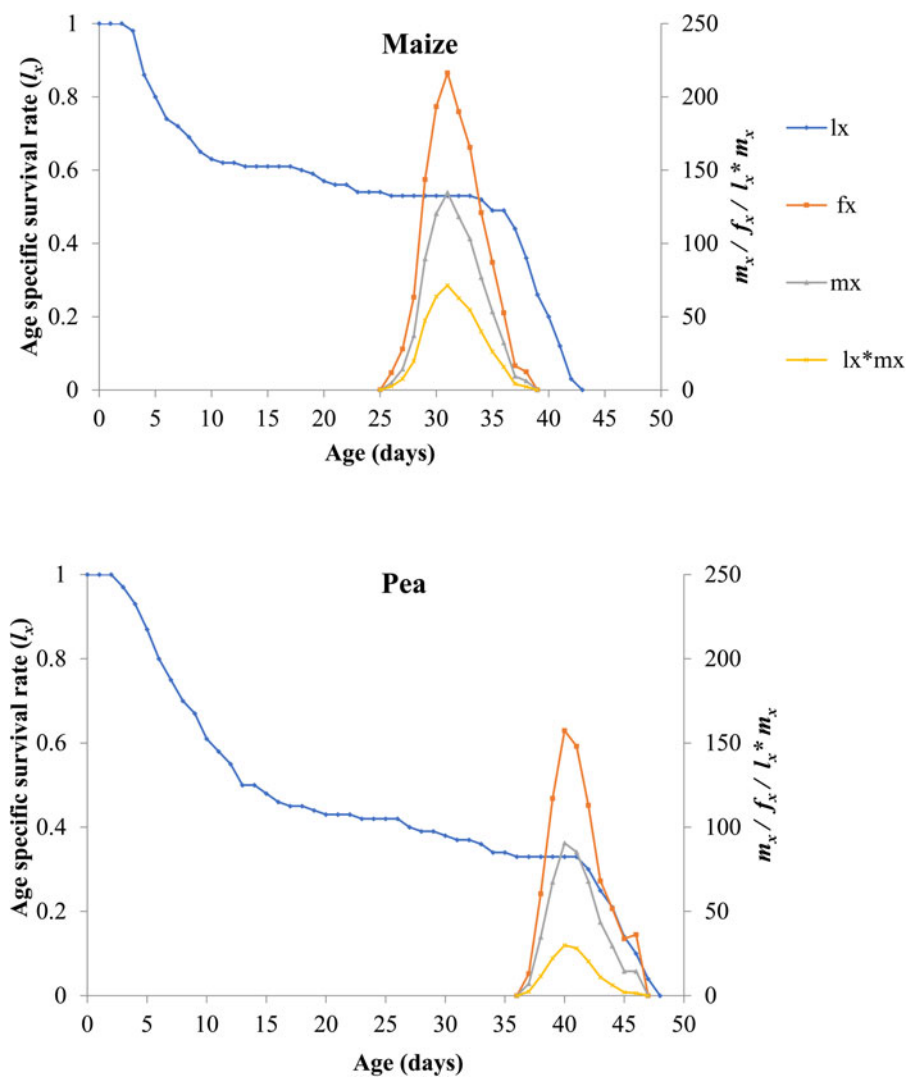 Maize
Age specific survival rate (lx)
1
0.8
0.6
0.4
0.2
0
250
200
150
100
50
0
mx / fx / lx* mx
0 5 10 15 20 25 30 35 40 45 50
Age (days)
lx
fx
mx
lx*mx
Pea
Age specific survival rate (lx)
1
0.8
0.6
0.4
0.2
0
250
200
150
100
50
0
mx / fx / lx* mx
0 5 10 15 20 25 30 35 40 45 50
Age (days)